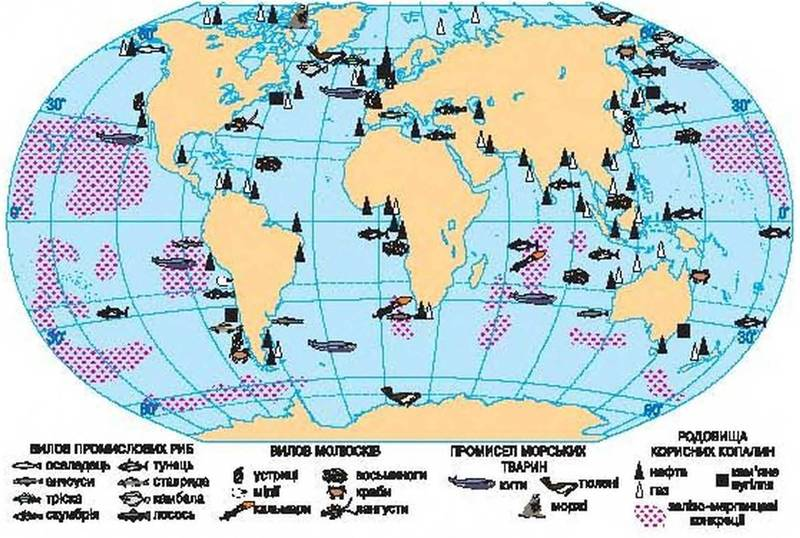 30°
30°
0°
0°
30°
30°
60°
60°
ВИЛОВ ПРОМИСЛОВИХ РИБ
оселедець
тунець
анчоуси
ставрида
тріска
камбала
скумбрія
лосось
ВИЛОВ МОЛЮСКІВ
устриці
восьминоги
мідії
краби
кальмари
лангусти
ПРОМИСЕЛ МОРСЬКИХ
ТВАРИН
кити
тюлені
моржі
РОДОВИЩА
КОРИСНИХ КОПАЛИН
нафта
кам'яне
вугілля
газ
залізо-марганцеві
конкреції